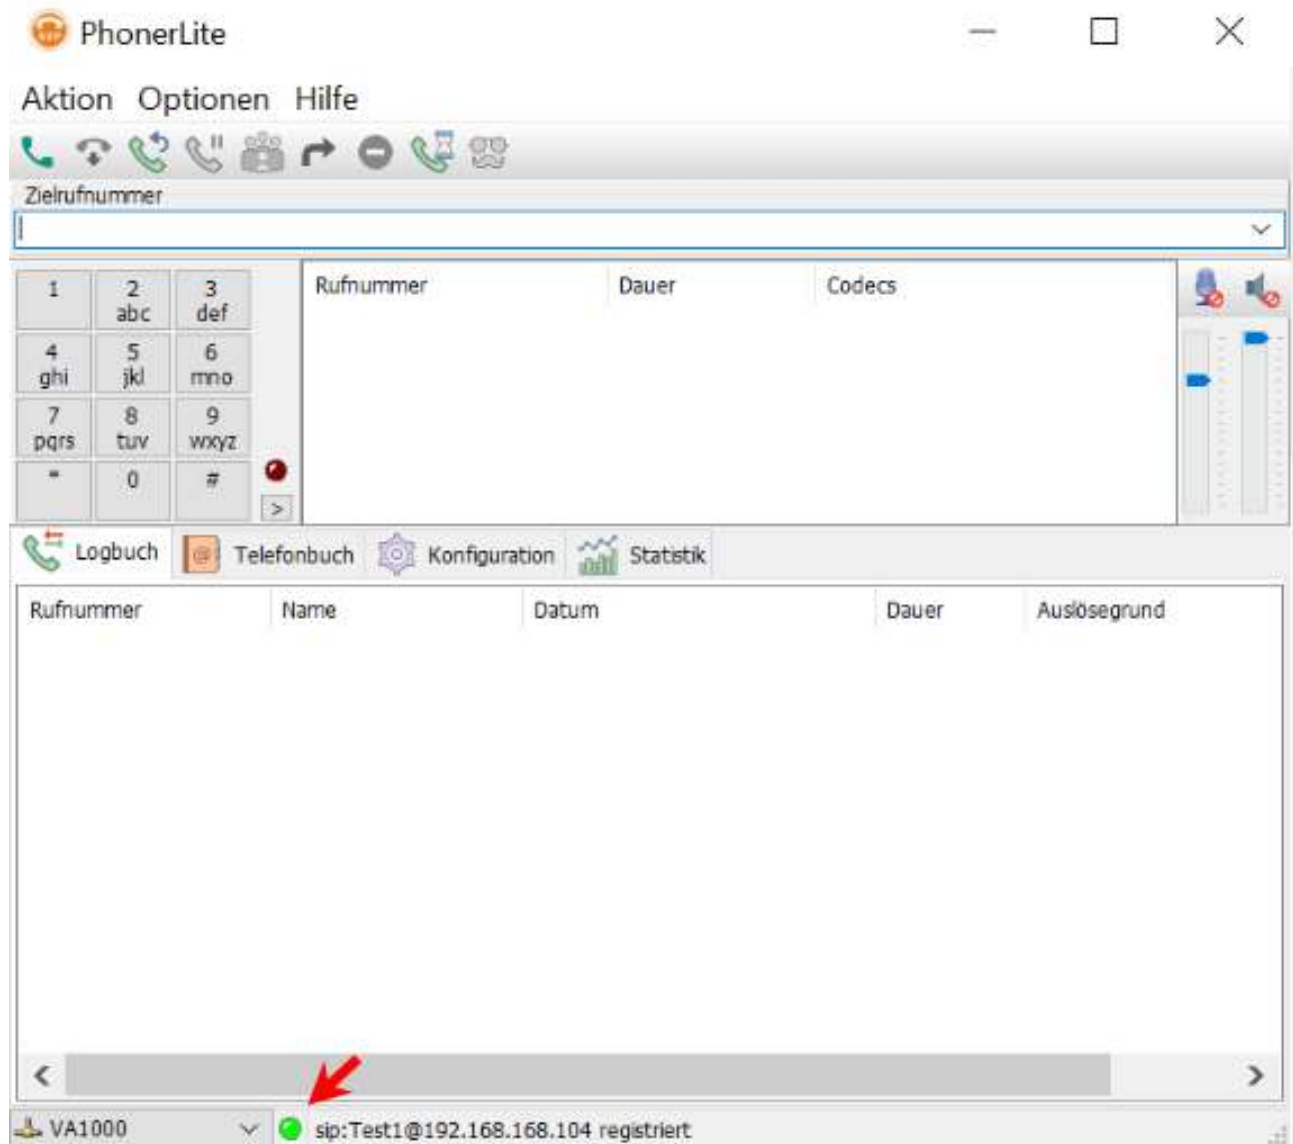 PhonerLite
Aktion Optionen Hilfe
Zielrufnummer
1 2 abc 3 def
4 ghi 5 jkl 6 mno
7 pqrs 8 tuv 9 wxyz
* 0 #
>
Rufnummer Dauer Codecs
Logbuch Telefonbuch Konfiguration Statistik
Rufnummer Name Datum Dauer Auslösegrund
VA1000 sip:Test1@192.168.168.104 registriert